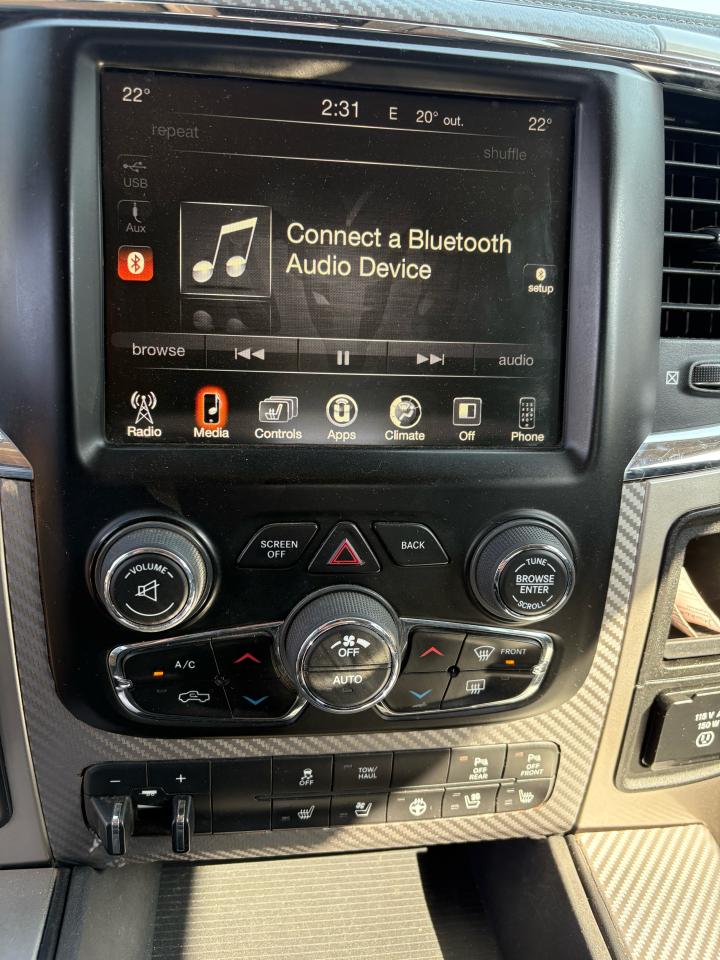 22°
2:31
E
20° out.
22°
repeat
shuffle
USB
Aux
Connect a Bluetooth
Audio Device
setup
browse
audio
Radio
Media
Controls
Apps
Climate
Off
Phone
SCREEN
OFF
BACK
VOLUME
TUNE
BROWSE
ENTER
SCROLL
OFF
AUTO
A/C
FRONT
115V A
150W
− +
OFF
TOW/
HAUL
P
OFF
REAR
P
OFF
FRONT